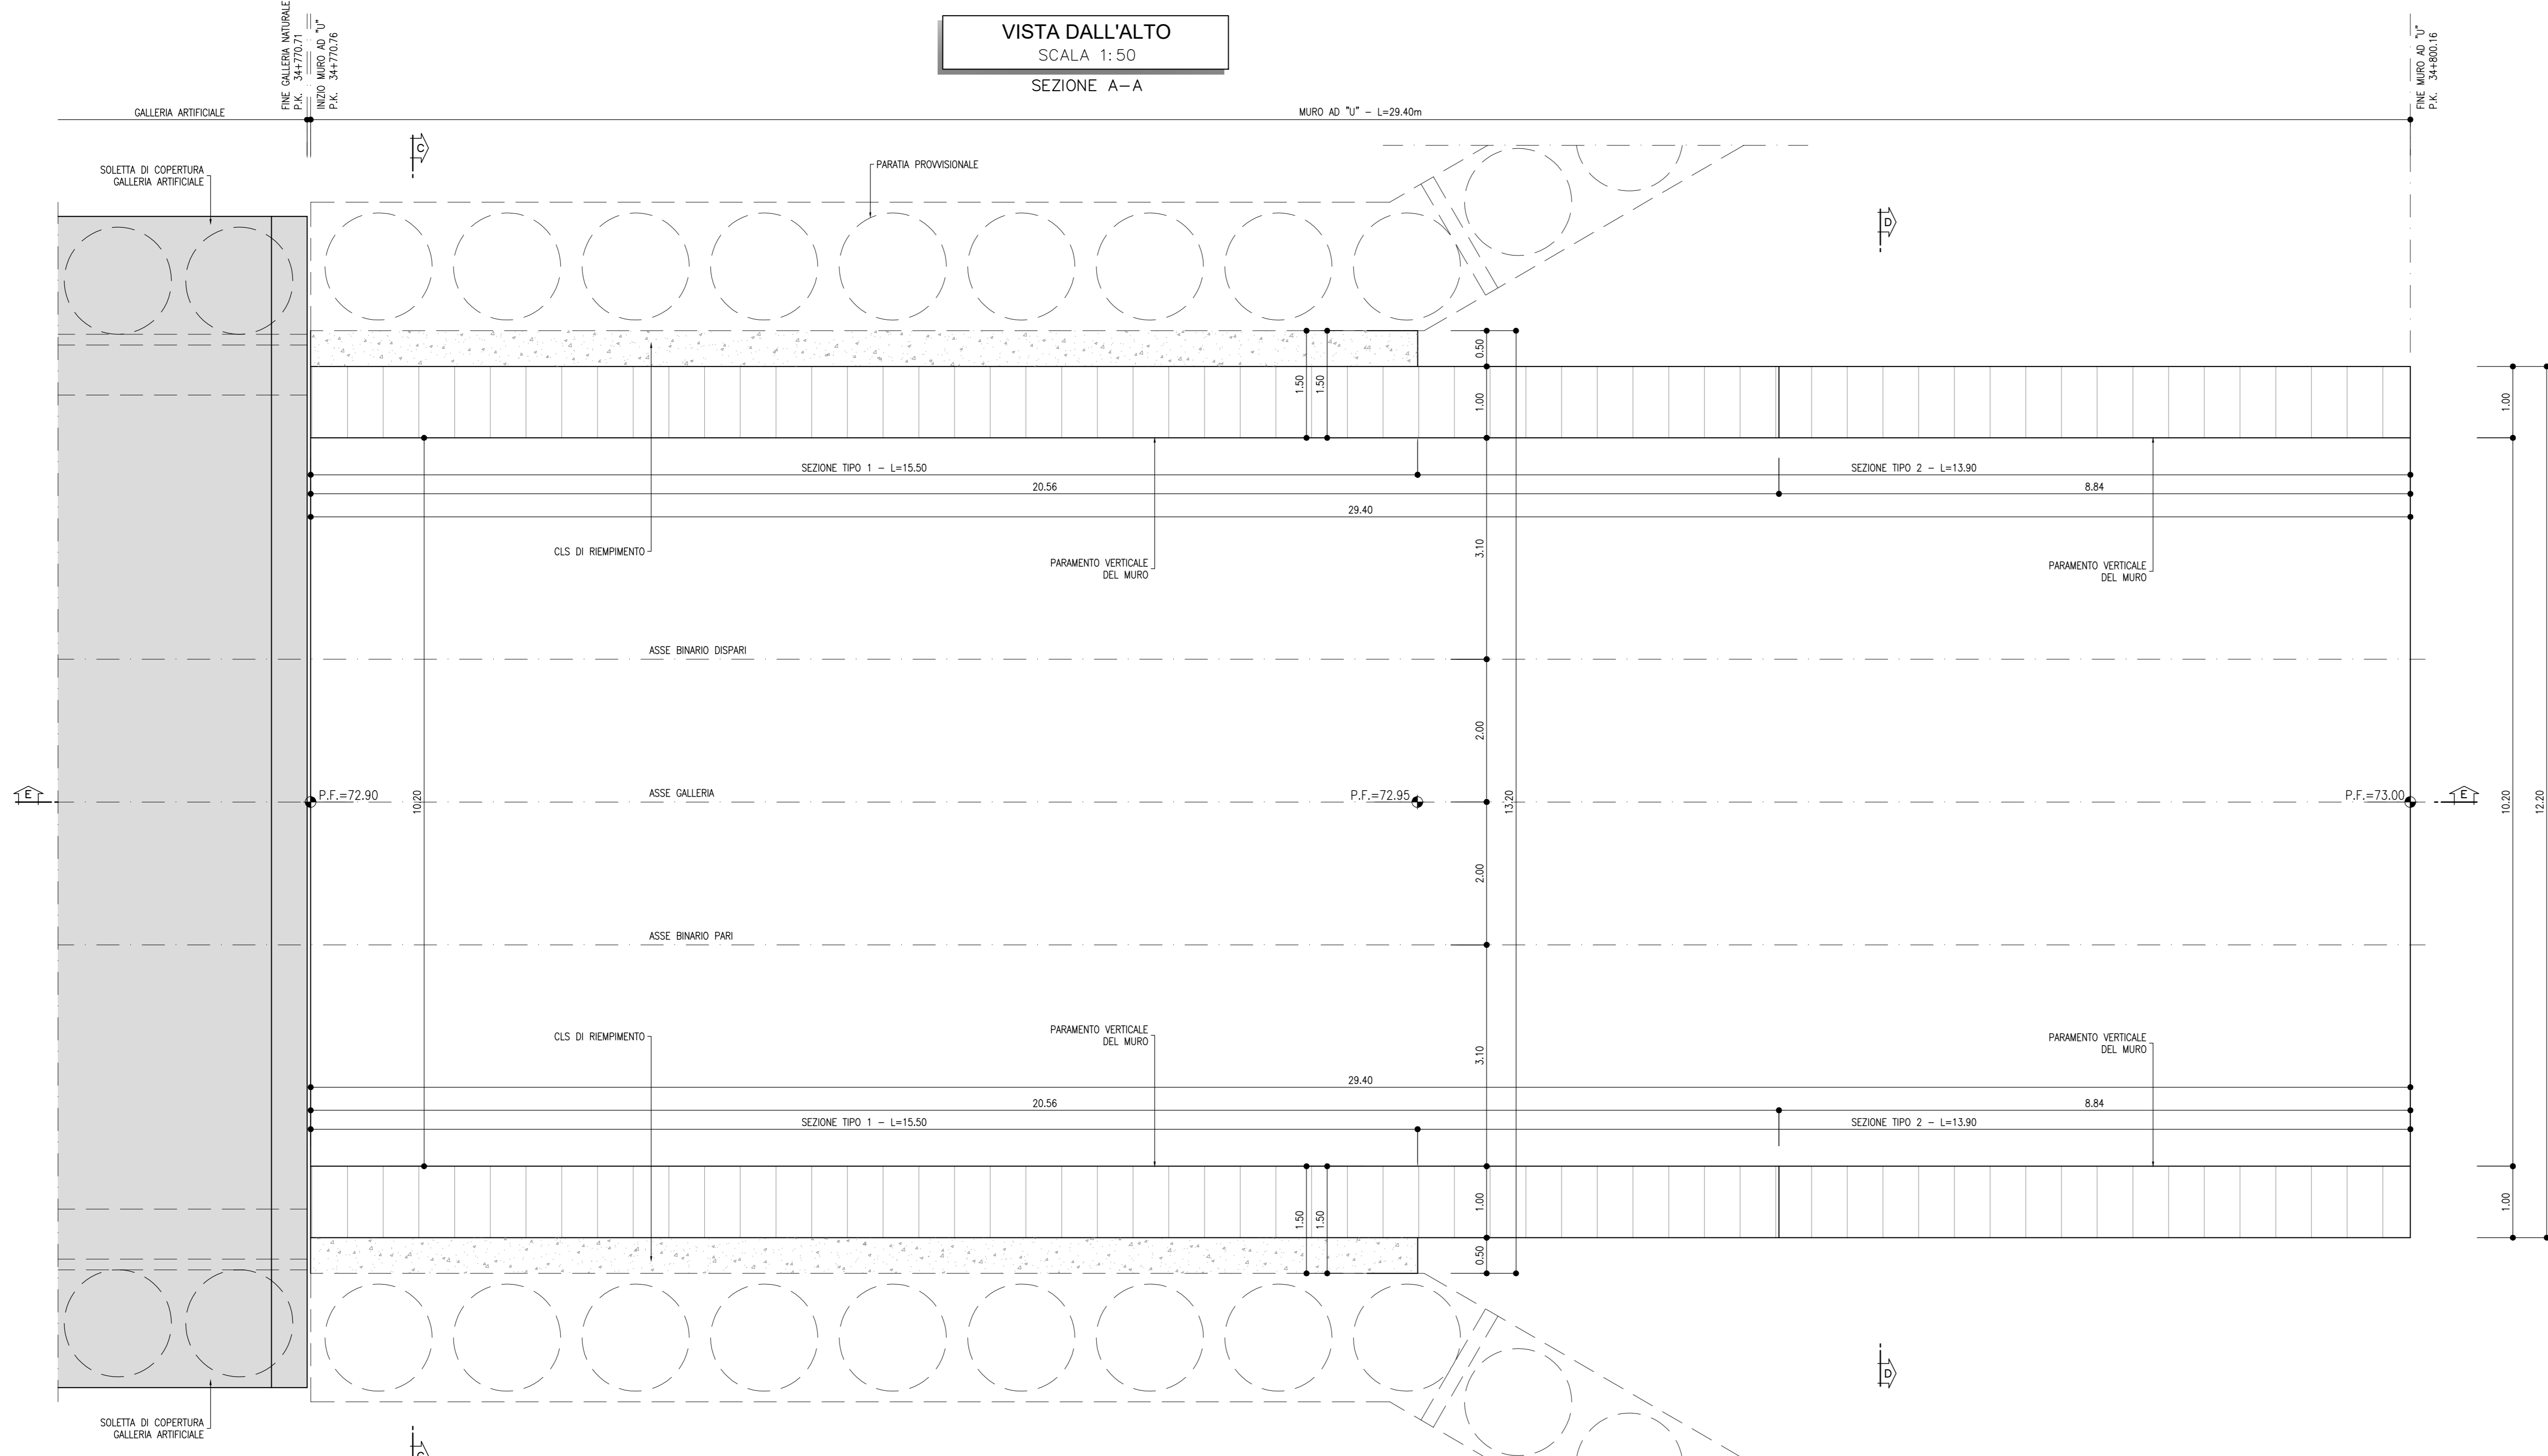 FINE GALLERIA NATURALE
P.K. 34+770.71
INIZIO MURO AD "U"
P.K. 34+770.76
VISTA DALL'ALTO
SCALA 1:50
SEZIONE A-A
FINE MURO AD "U"
P.K. 34+800.16
GALLERIA ARTIFICIALE
MURO AD "U" - L=29.40m
C
SOLETTA DI COPERTURA
GALLERIA ARTIFICIALE
PARATIA PROVVISIONALE
D
0.50
1.50
1.50
1.00
1.00
SEZIONE TIPO 1 - L=15.50
SEZIONE TIPO 2 - L=13.90
20.56
8.84
29.40
CLS DI RIEMPIMENTO
3.10
PARAMENTO VERTICALE
DEL MURO
PARAMENTO VERTICALE
DEL MURO
ASSE BINARIO DISPARI
2.00
E
P.F.=72.90
10.20
ASSE GALLERIA
P.F.=72.95
13.20
P.F.=73.00
E
10.20
12.20
2.00
ASSE BINARIO PARI
CLS DI RIEMPIMENTO
PARAMENTO VERTICALE
DEL MURO
3.10
PARAMENTO VERTICALE
DEL MURO
29.40
20.56
8.84
SEZIONE TIPO 1 - L=15.50
SEZIONE TIPO 2 - L=13.90
1.50
1.50
1.00
1.00
0.50
D
SOLETTA DI COPERTURA
GALLERIA ARTIFICIALE
C